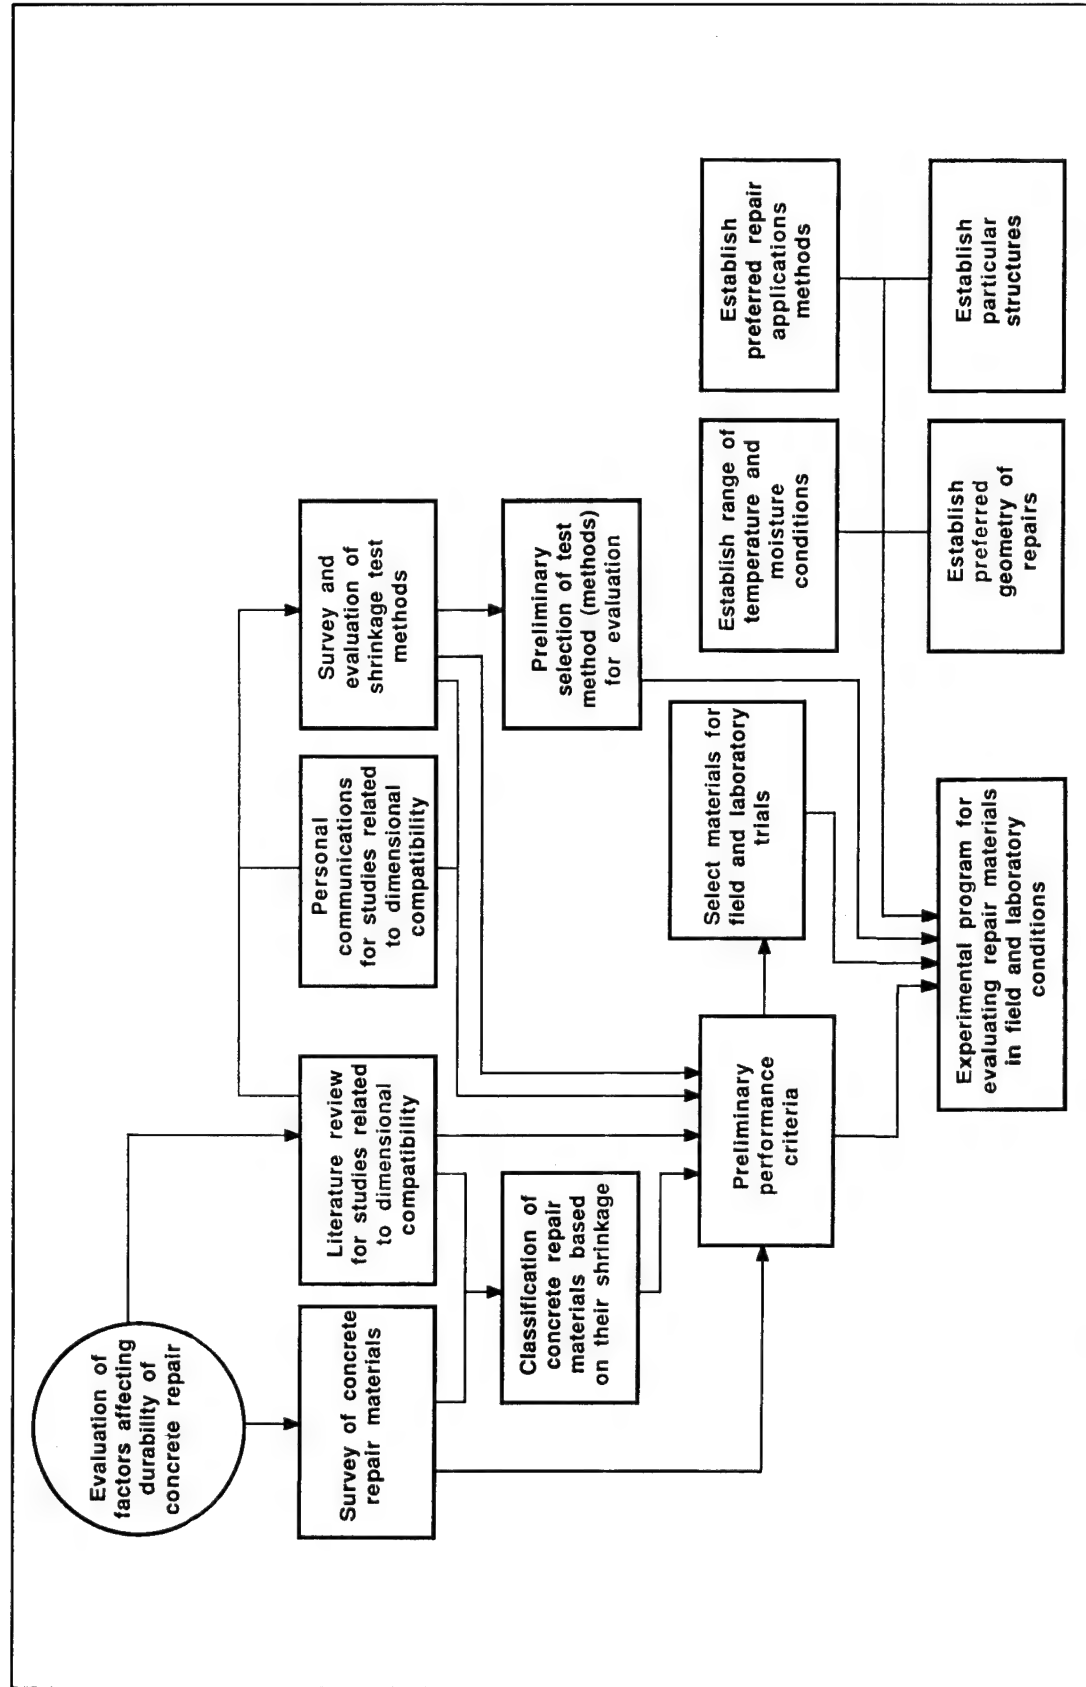 Evaluation of
factors affecting
durability of
concrete repair
Survey of concrete
repair materials
Literature review
for studies related
to dimensional
compatibility
Personal
communications
for studies related
to dimensional
compatibility
Survey and
evaluation of
shrinkage test
methods
Classification of
concrete repair
materials based
on their shrinkage
Preliminary
selection of test
method (methods)
for evaluation
Preliminary
performance
criteria
Select materials for
field and laboratory
trials
Establish range of
temperature and
moisture
conditions
Establish
preferred repair
applications
methods
Experimental program for
evaluating repair materials
in field and laboratory
conditions
Establish
preferred
geometry of
repairs
Establish
particular
structures